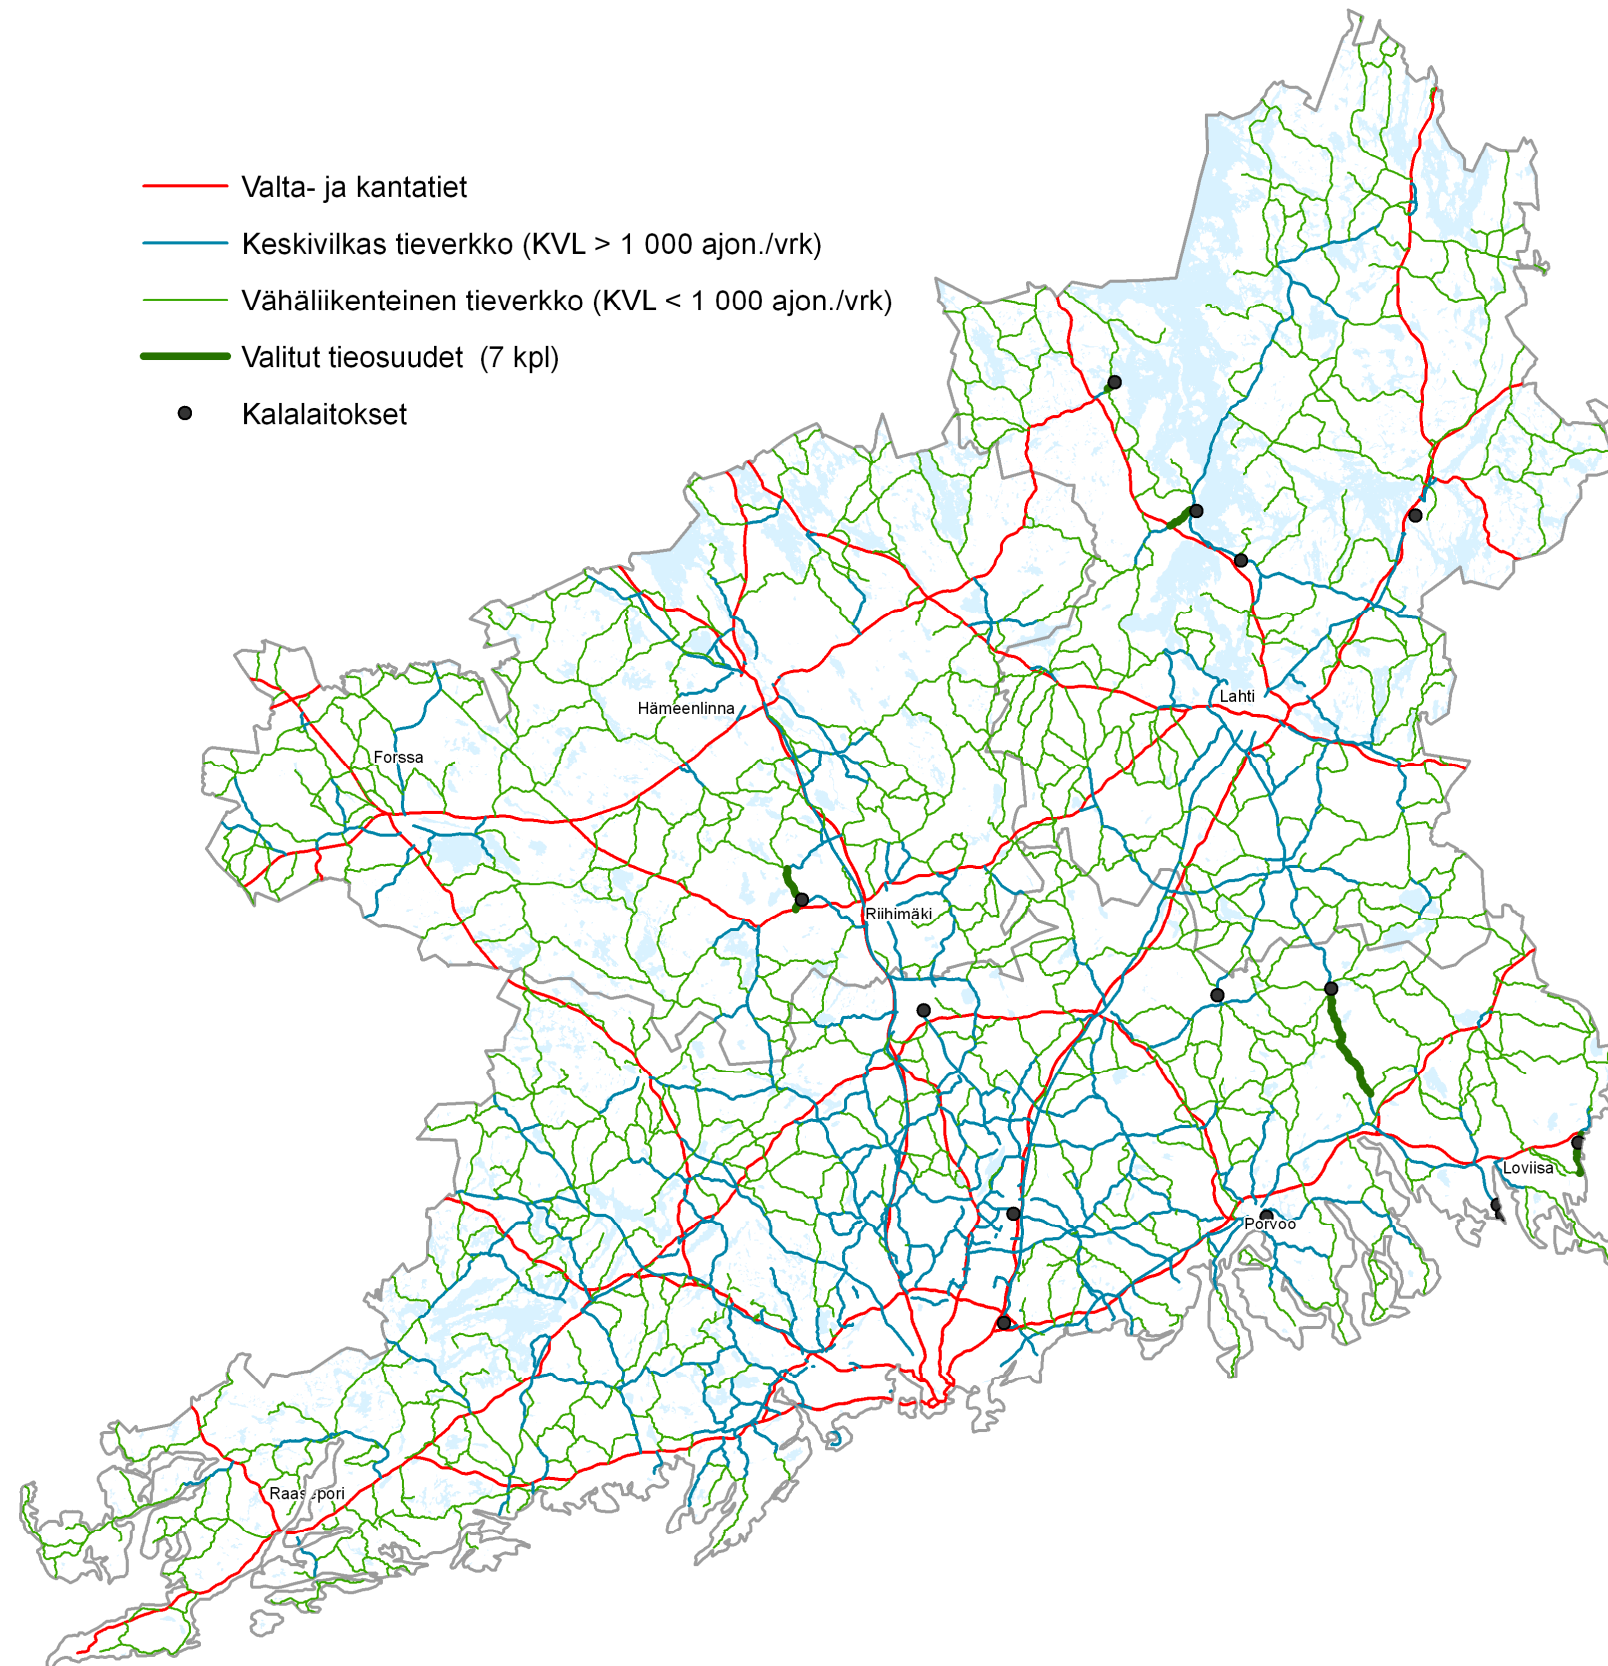 Valta- ja kantatiet
Keskivilkas tieverkko (KVL > 1 000 ajon./vrk)
Vähäliikenteinen tieverkko (KVL < 1 000 ajon./vrk)
Valitut tieosuudet (7 kpl)
Kalalaitokset
Lahti
Hämeenlinna
Forssa
Riihimäki
Loviisa
Porvoo
Raasepori